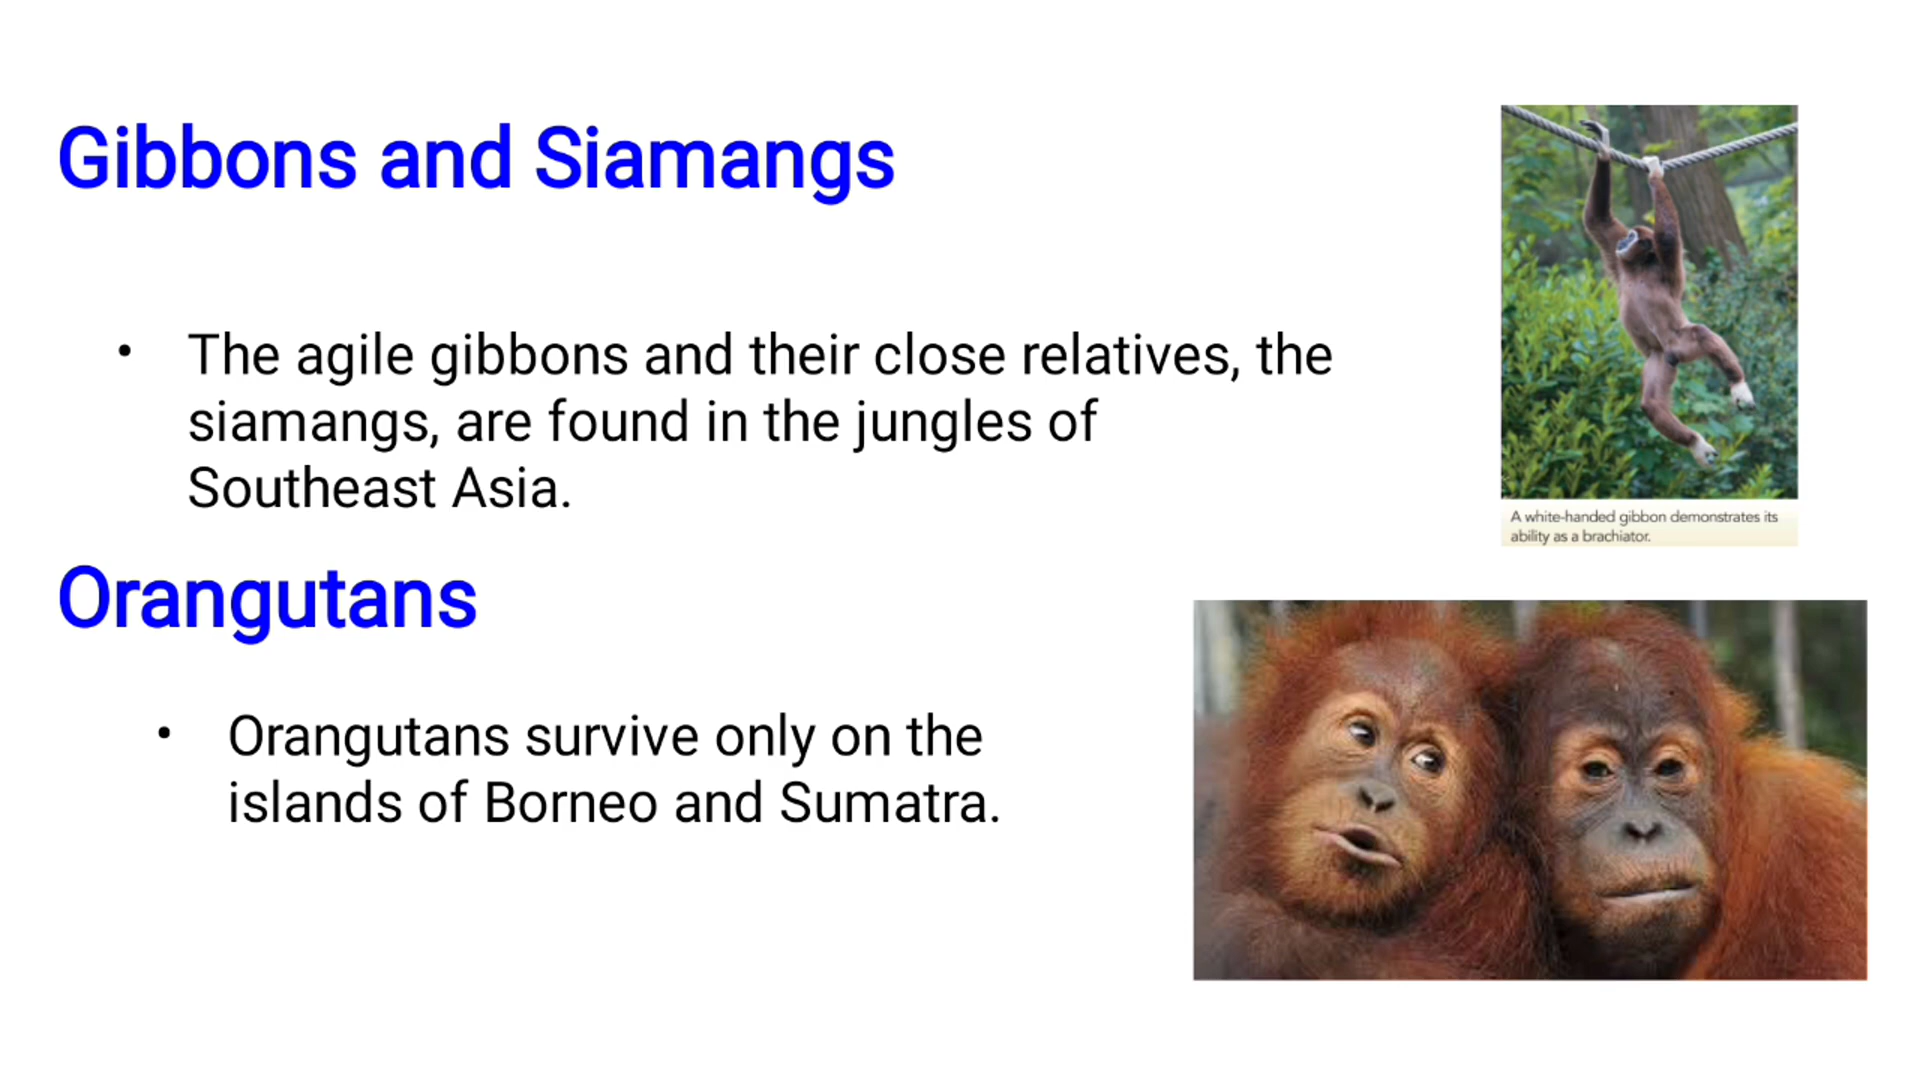 Gibbons and Siamangs
• The agile gibbons and their close relatives, the
siamangs, are found in the jungles of
Southeast Asia.
A white-handed gibbon demonstrates its
ability as a brachiator.
Orangutans
• Orangutans survive only on the
islands of Borneo and Sumatra.